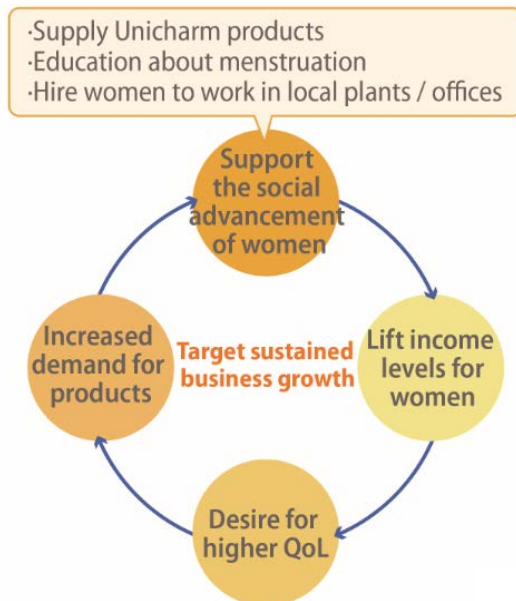 ·Supply Unicharm products
·Education about menstruation
·Hire women to work in local plants / offices
Support
the social
advancement
of women
Increased
demand for
products
Target sustained
business growth
Lift income
levels for
women
Desire for
higher QoL